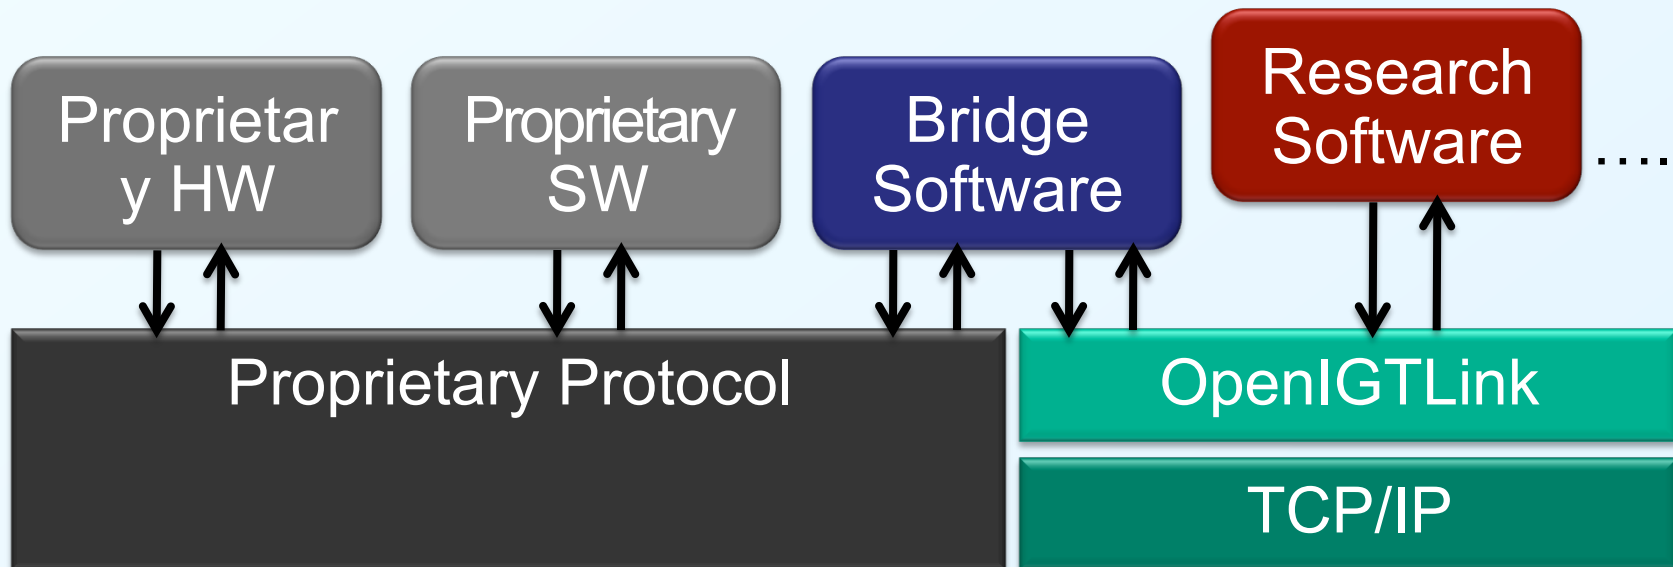 Proprietar
y HW
Proprietary
SW
Bridge
Software
Research
Software
.....
Proprietary Protocol
OpenIGTLink
TCP/IP